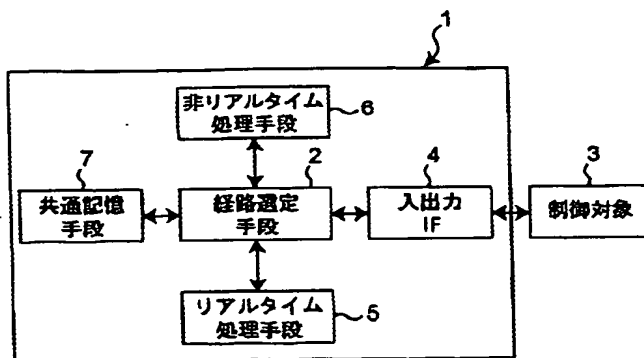 1
非リアルタイム
処理手段
6
7
2
4
3
共通記憶
手段
経路選定
手段
入出力
IF
制御対象
リアルタイム
処理手段
5